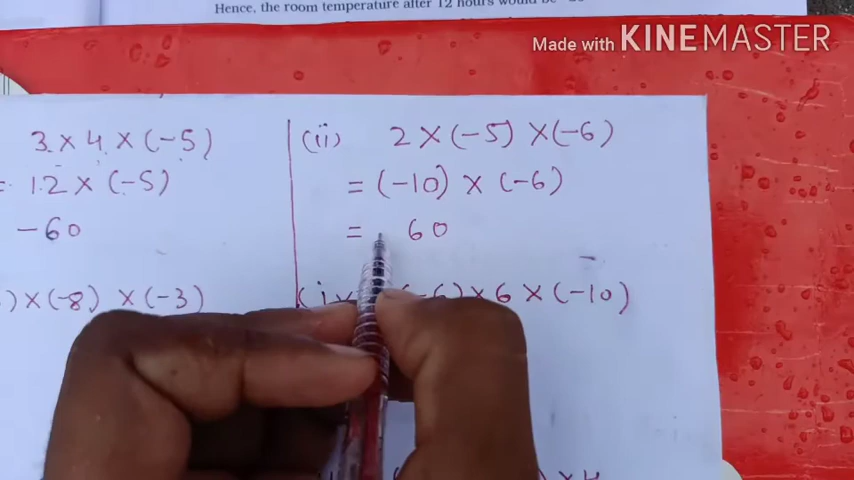 Hence, the room temperature after 12 hours would be
Made with KINEMASTER
3 × 4 × (-5)
= 12 × (-5)
-60
) × (-8) × (-3)
(ii) 2 × (-5) × (-6)
= (-10) × (-6)
= 60
(-6) × 6 × (-10)